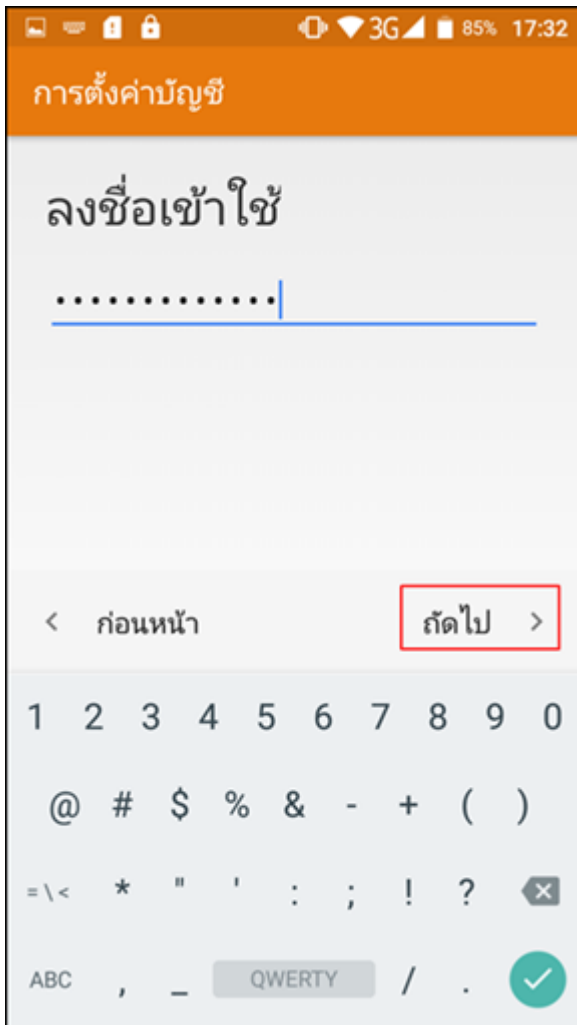 3G 85% 17:32
การตั้งค่าบัญชี
ลงชื่อเข้าใช้
•••••••••••••
< ก่อนหน้า ถัดไป >
1 2 3 4 5 6 7 8 9 0
@ # $ % & - + ( )
= \ < * " ' : ; ! ?
ABC , _ QWERTY / .